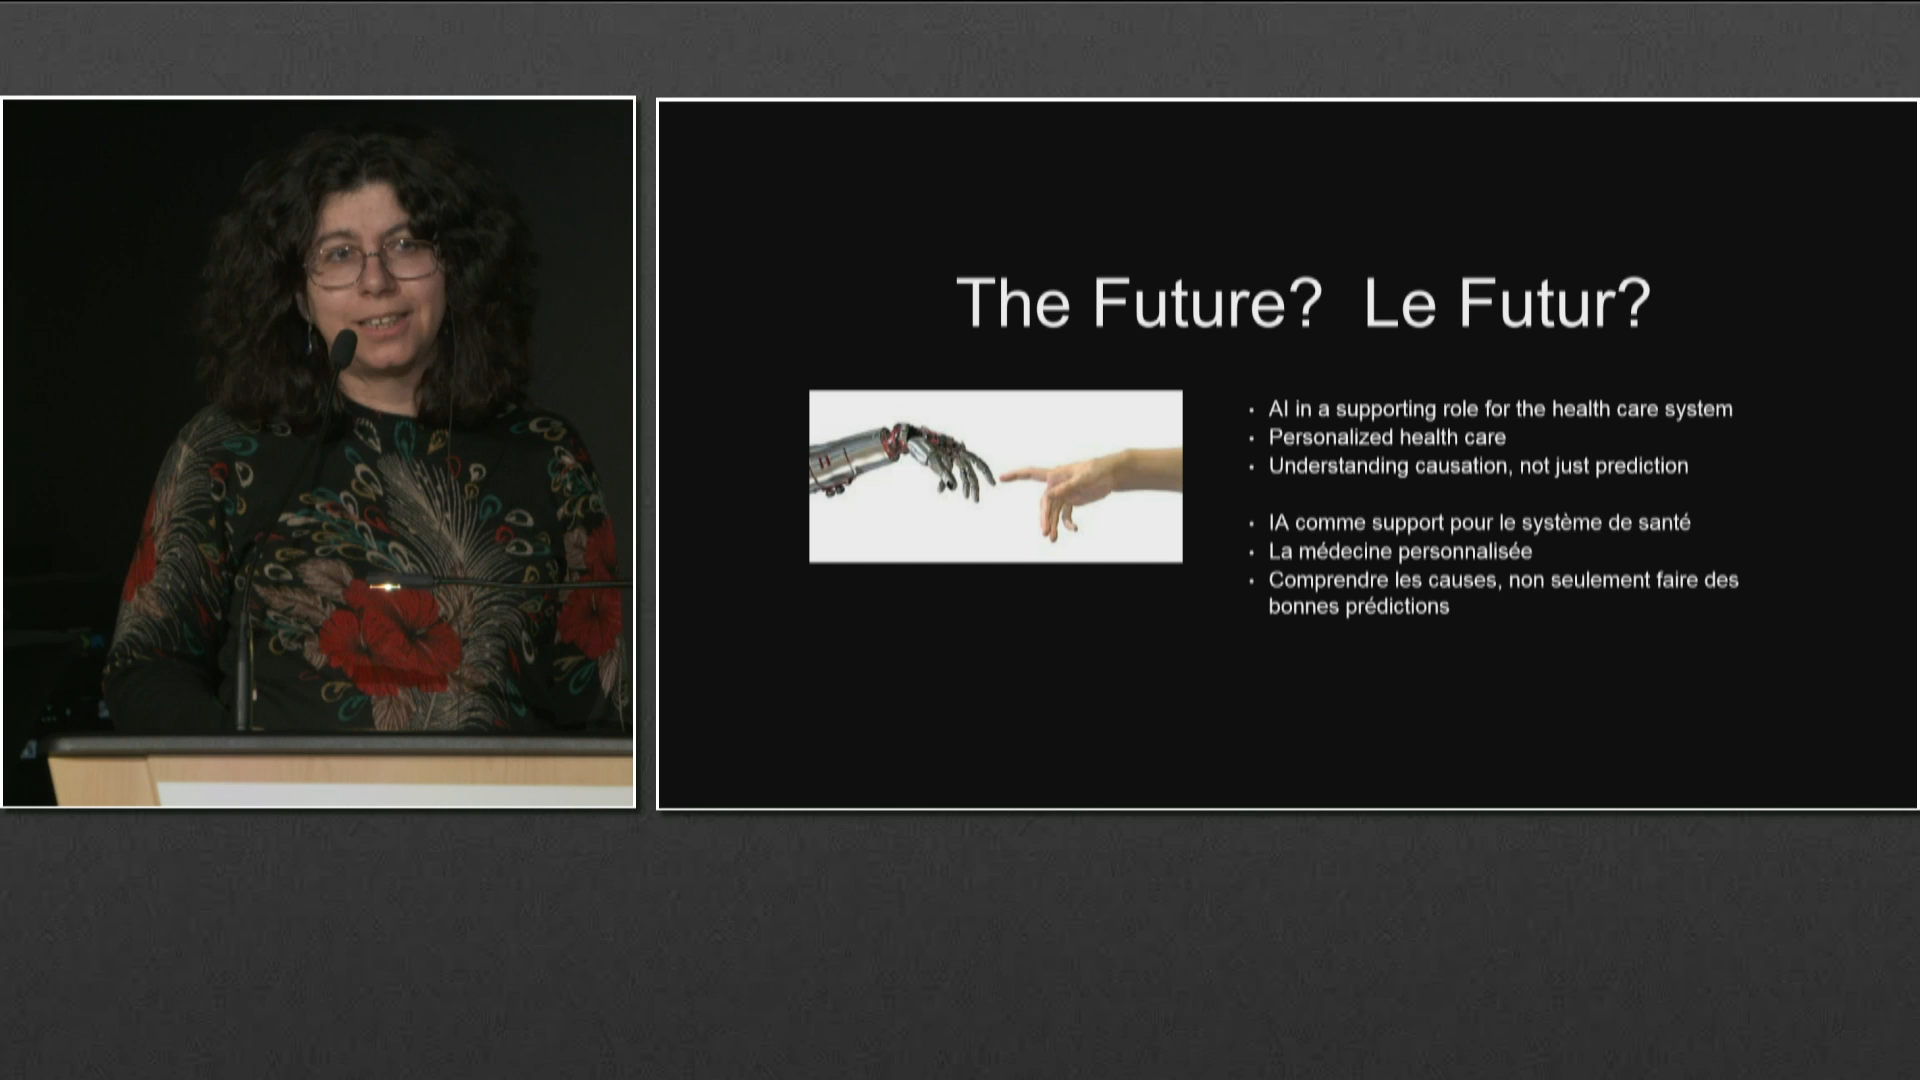 The Future? Le Futur?
• AI in a supporting role for the health care system
• Personalized health care
• Understanding causation, not just prediction
• IA comme support pour le système de santé
• La médecine personnalisée
• Comprendre les causes, non seulement faire des
bonnes prédictions